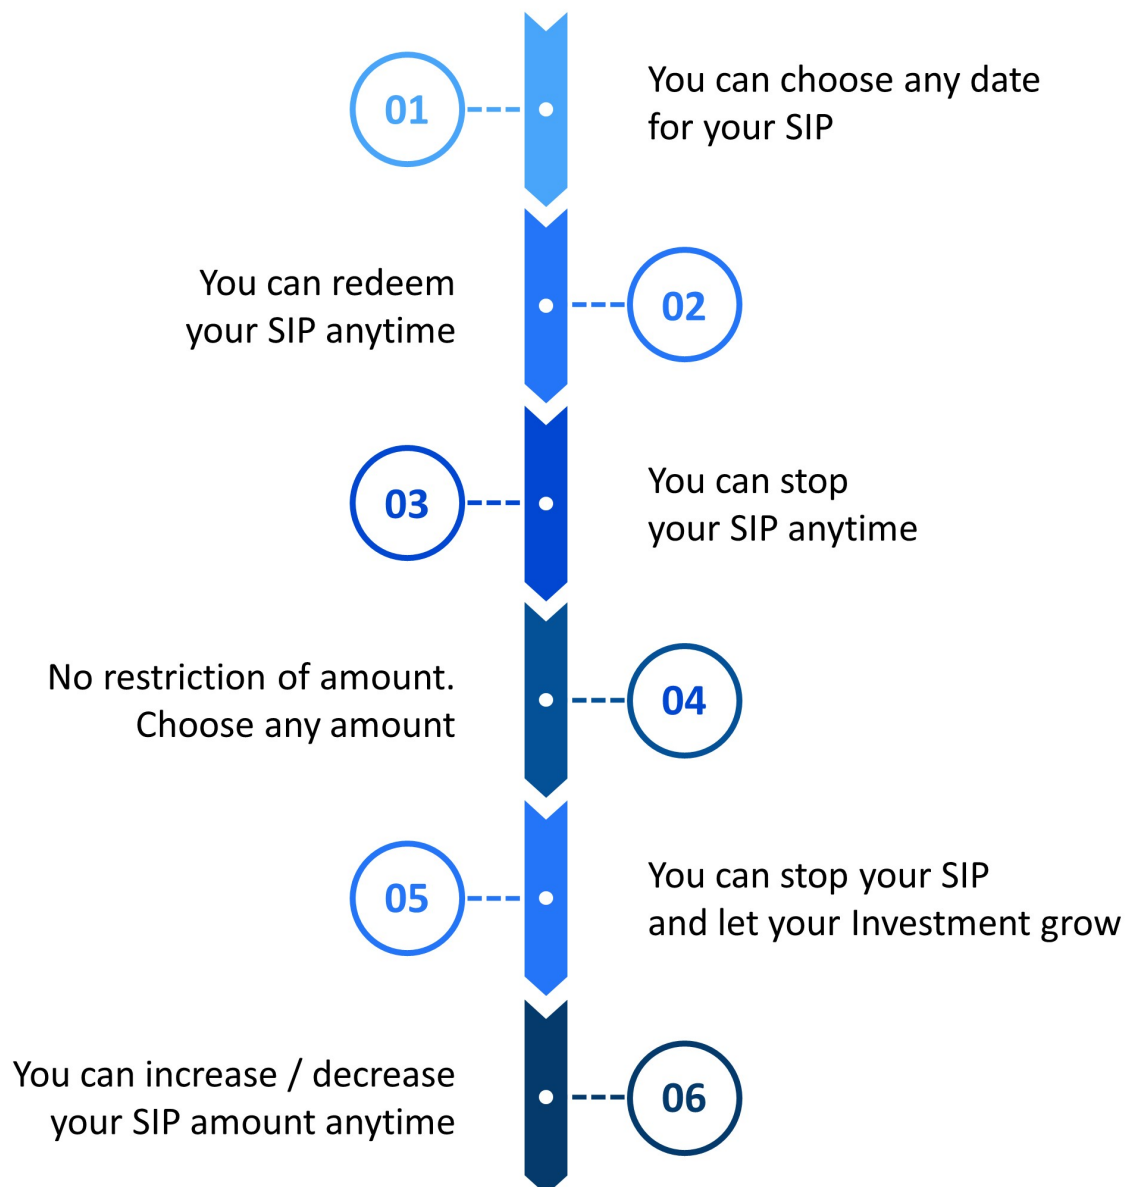 01
You can choose any date
for your SIP
You can redeem
your SIP anytime
02
03
You can stop
your SIP anytime
No restriction of amount.
Choose any amount
04
05
You can stop your SIP
and let your Investment grow
You can increase / decrease
your SIP amount anytime
06